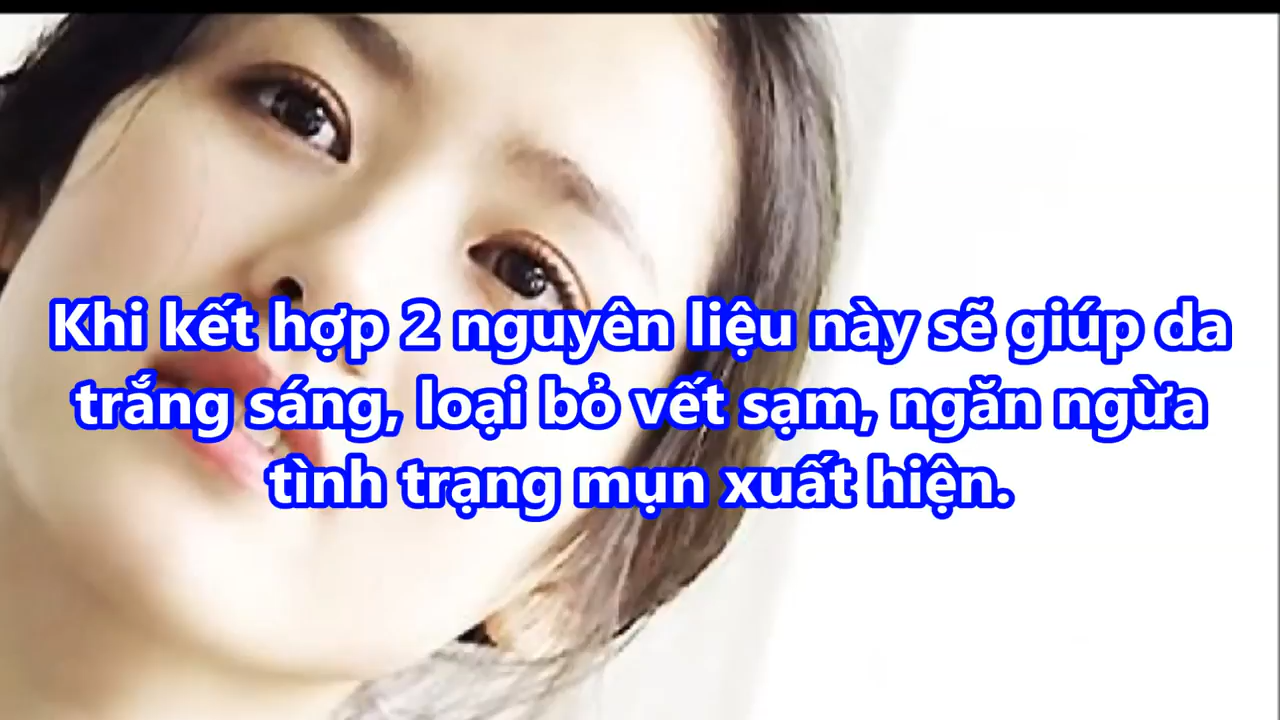 Khi kết hợp 2 nguyên liệu này sẽ giúp da
trắng sáng, loại bỏ vết sạm, ngăn ngừa
tình trạng mụn xuất hiện.